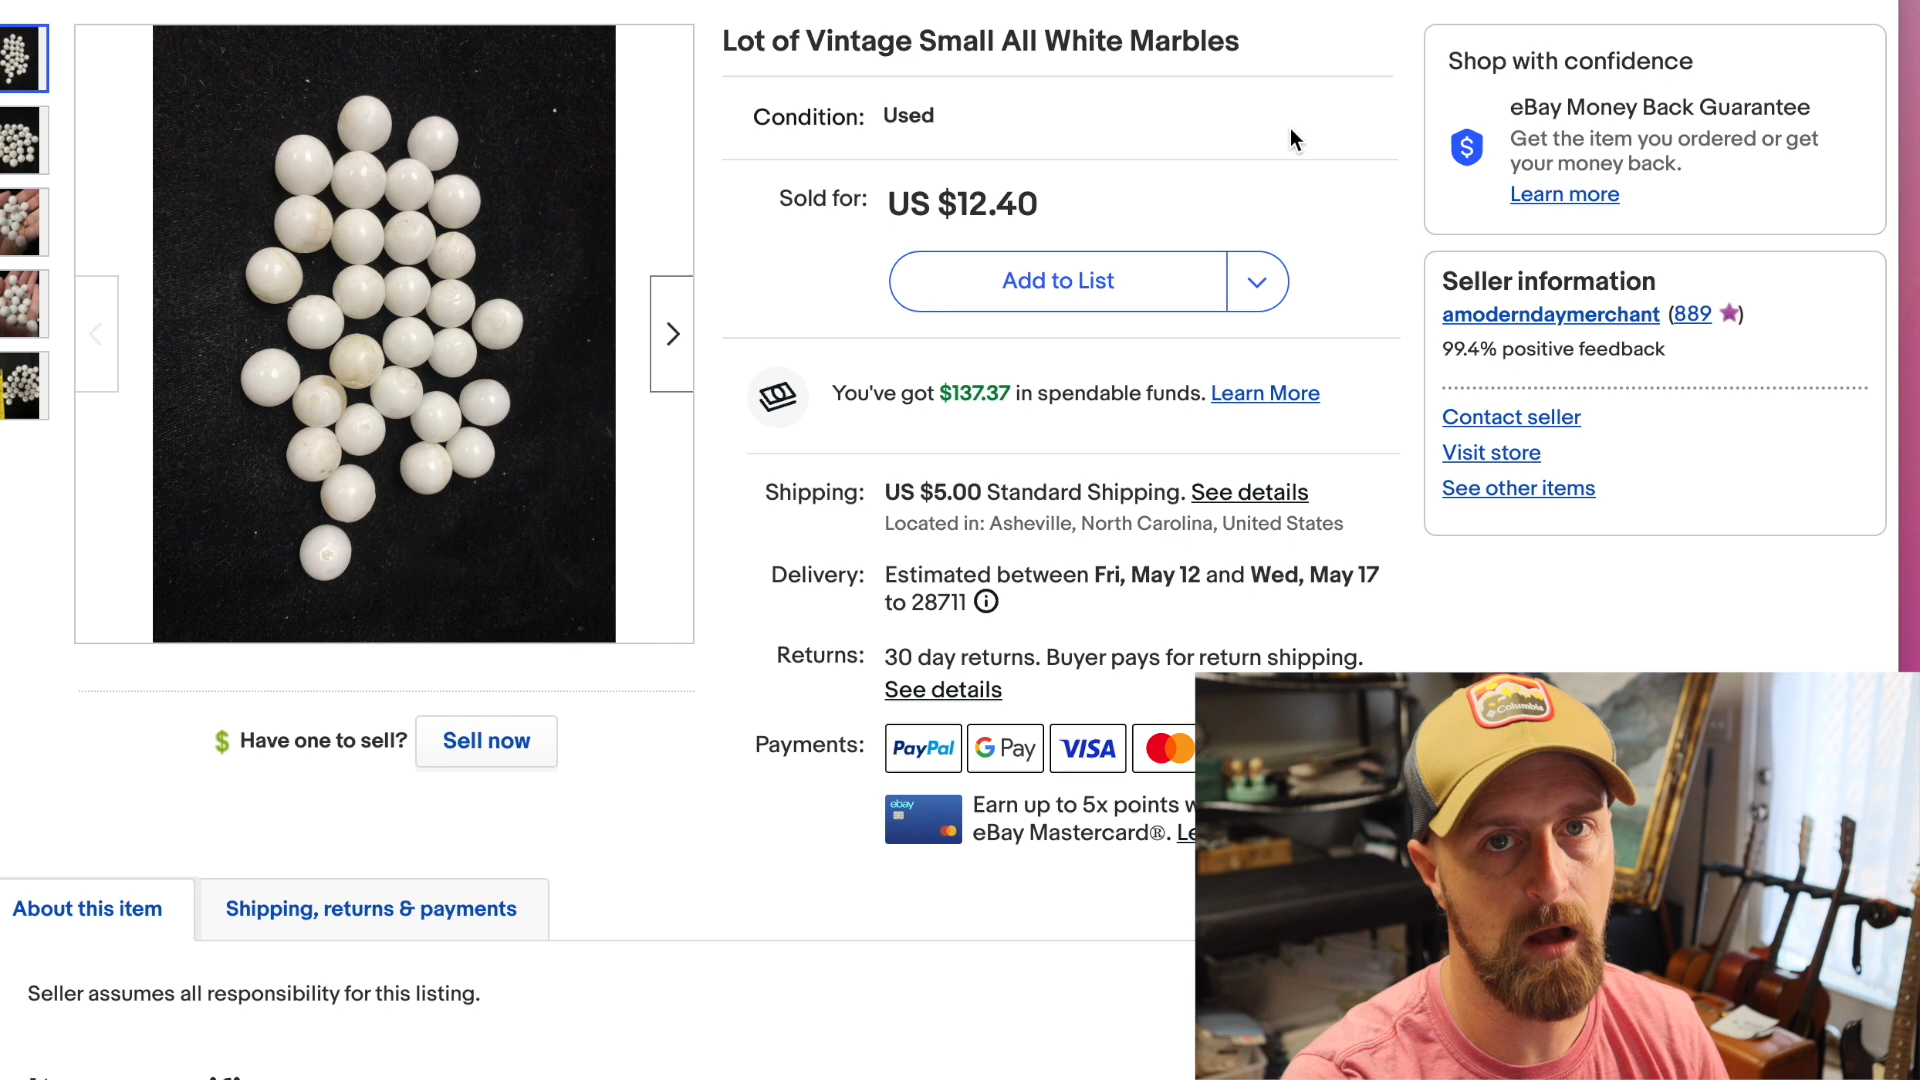 Lot of Vintage Small All White Marbles
Condition: Used
Sold for: US $12.40
Add to List
You've got $137.37 in spendable funds. Learn More
Shipping: US $5.00 Standard Shipping. See details
Located in: Asheville, North Carolina, United States
Delivery: Estimated between Fri, May 12 and Wed, May 17
to 28711
Returns: 30 day returns. Buyer pays for return shipping.
See details
Payments: PayPal G Pay VISA
ebay
Earn up to 5x points
eBay Mastercard®.
Shop with confidence
eBay Money Back Guarantee
Get the item you ordered or get
your money back.
Learn more
Seller information
amoderndaymerchant (889 )
99.4% positive feedback
Contact seller
Visit store
See other items
$ Have one to sell? Sell now
About this item
Shipping, returns & payments
Seller assumes all responsibility for this listing.
Columbia